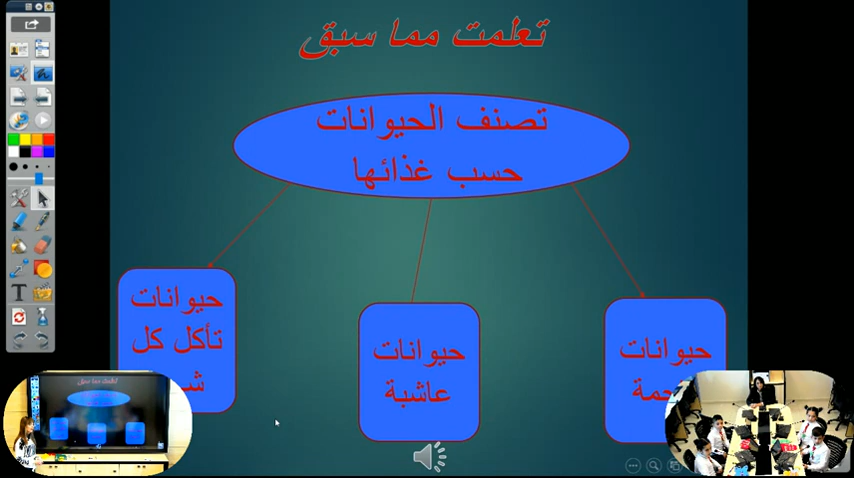 تعلمت مما سبق
تصنف الحيوانات
حسب غذائها
حيوانات
حيوانات
عاشبة
حيوانات
تأكل كل